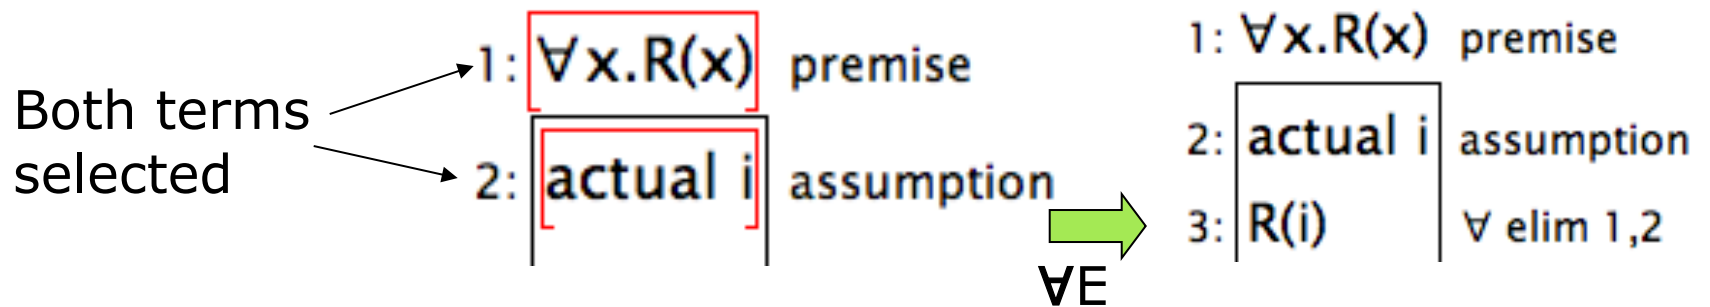 Both terms
selected
1: ∀x.R(x) premise
2: actual i assumption
∀E
1: ∀x.R(x) premise
2: actual i assumption
3: R(i) ∀ elim 1,2